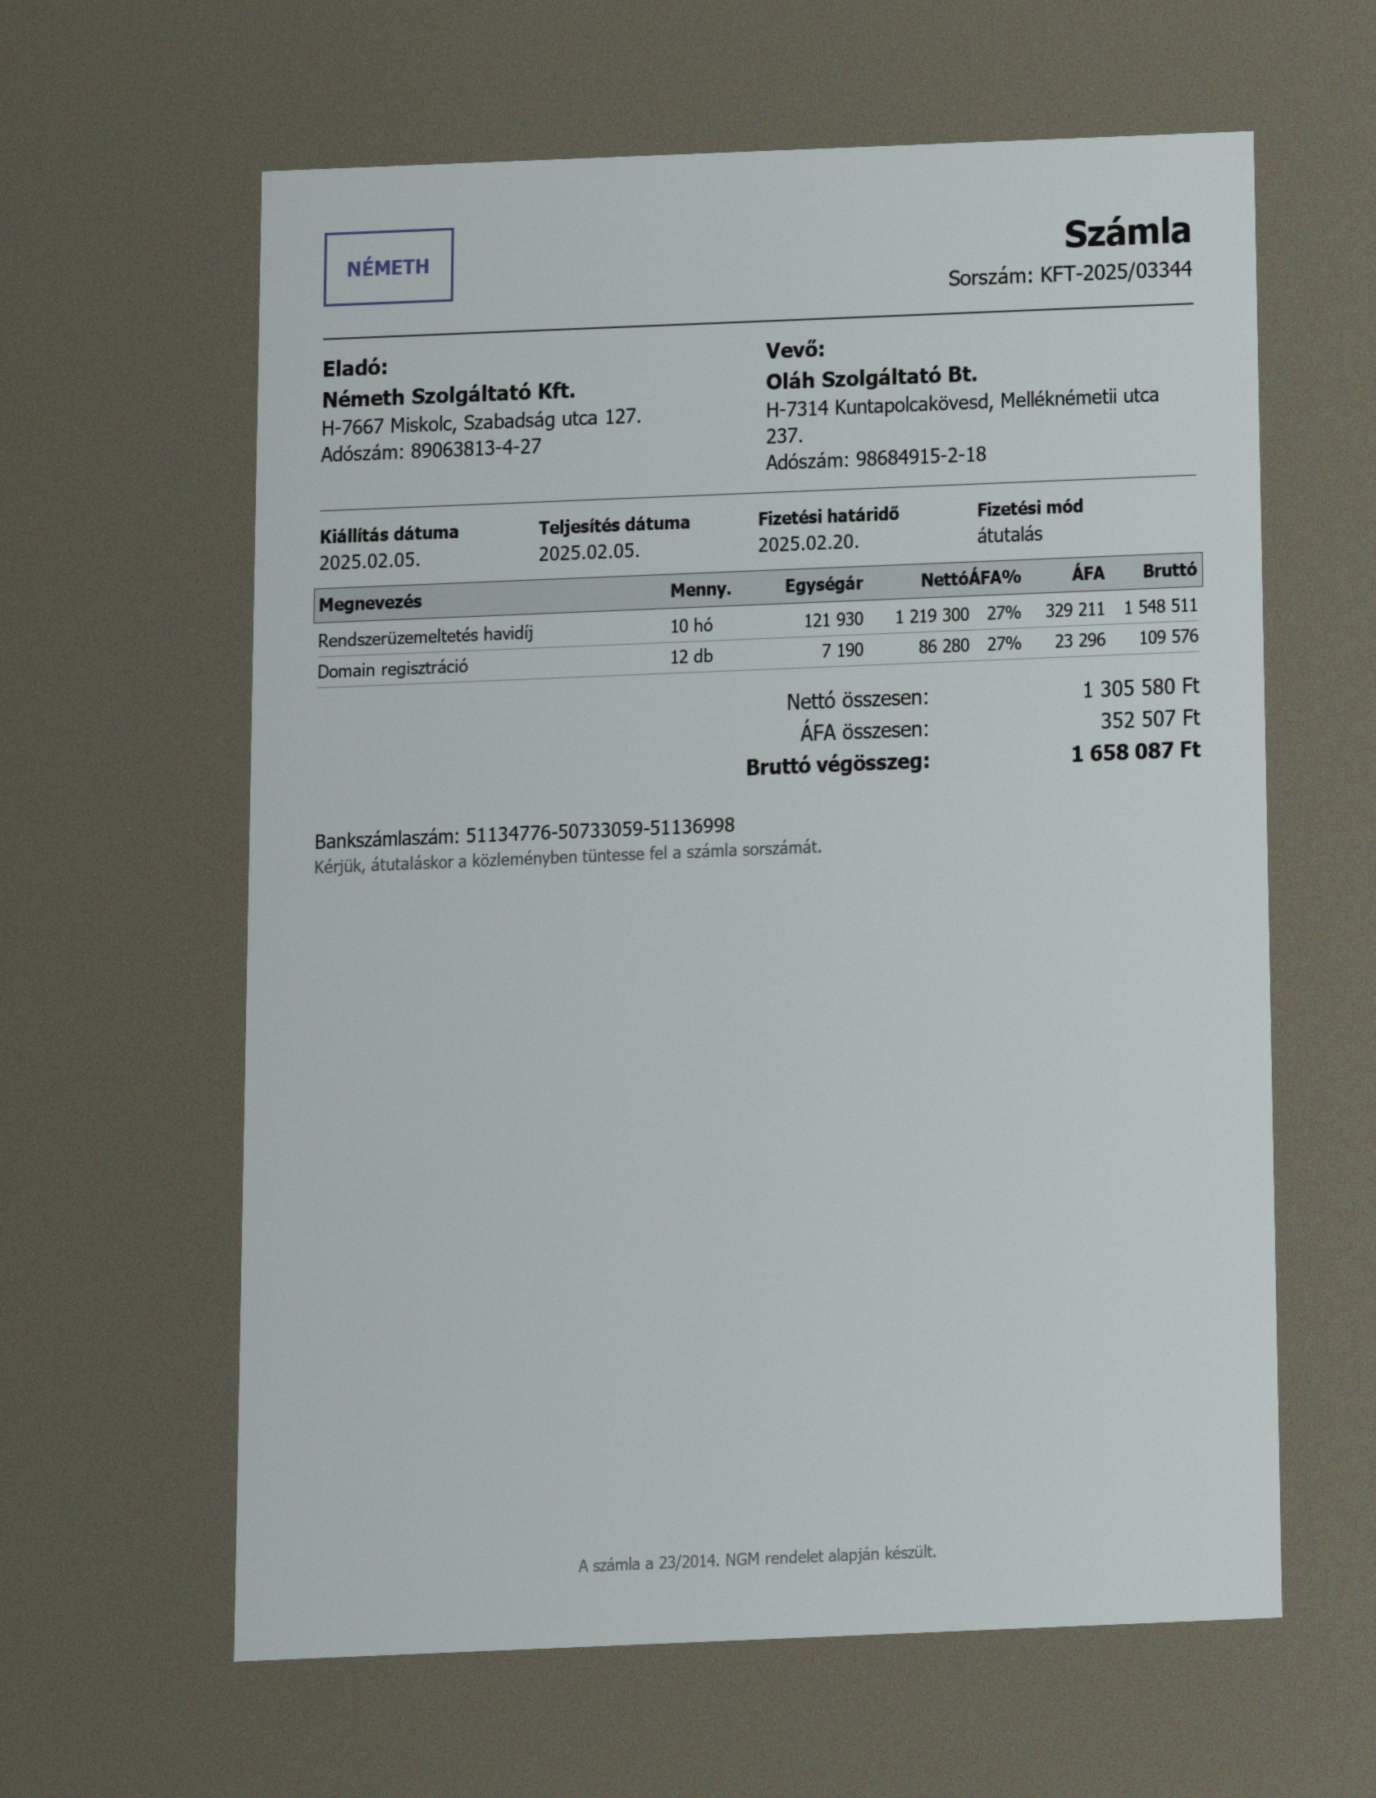 NÉMETH
Számla
Sorszám: KFT-2025/03344
Eladó:
Németh Szolgáltató Kft.
H-7667 Miskolc, Szabadság utca 127.
Adószám: 89063813-4-27
Vevő:
Oláh Szolgáltató Bt.
H-7314 Kuntapolcakövesd, Melléknémetii utca
237.
Adószám: 98684915-2-18
Kiállítás dátuma Teljesítés dátuma Fizetési határidő Fizetési mód
2025.02.05. 2025.02.05. 2025.02.20. átutalás
Megnevezés Menny. Egységár Nettó ÁFA% ÁFA Bruttó
Rendszerüzemeltetés havidíj 10 hó 121 930 1 219 300 27% 329 211 1 548 511
Domain regisztráció 12 db 7 190 86 280 27% 23 296 109 576
Nettó összesen: 1 305 580 Ft
ÁFA összesen: 352 507 Ft
Bruttó végösszeg: 1 658 087 Ft
Bankszámlaszám: 51134776-50733059-51136998
Kérjük, átutaláskor a közleményben tüntesse fel a számla sorszámát.
A számla a 23/2014. NGM rendelet alapján készült.